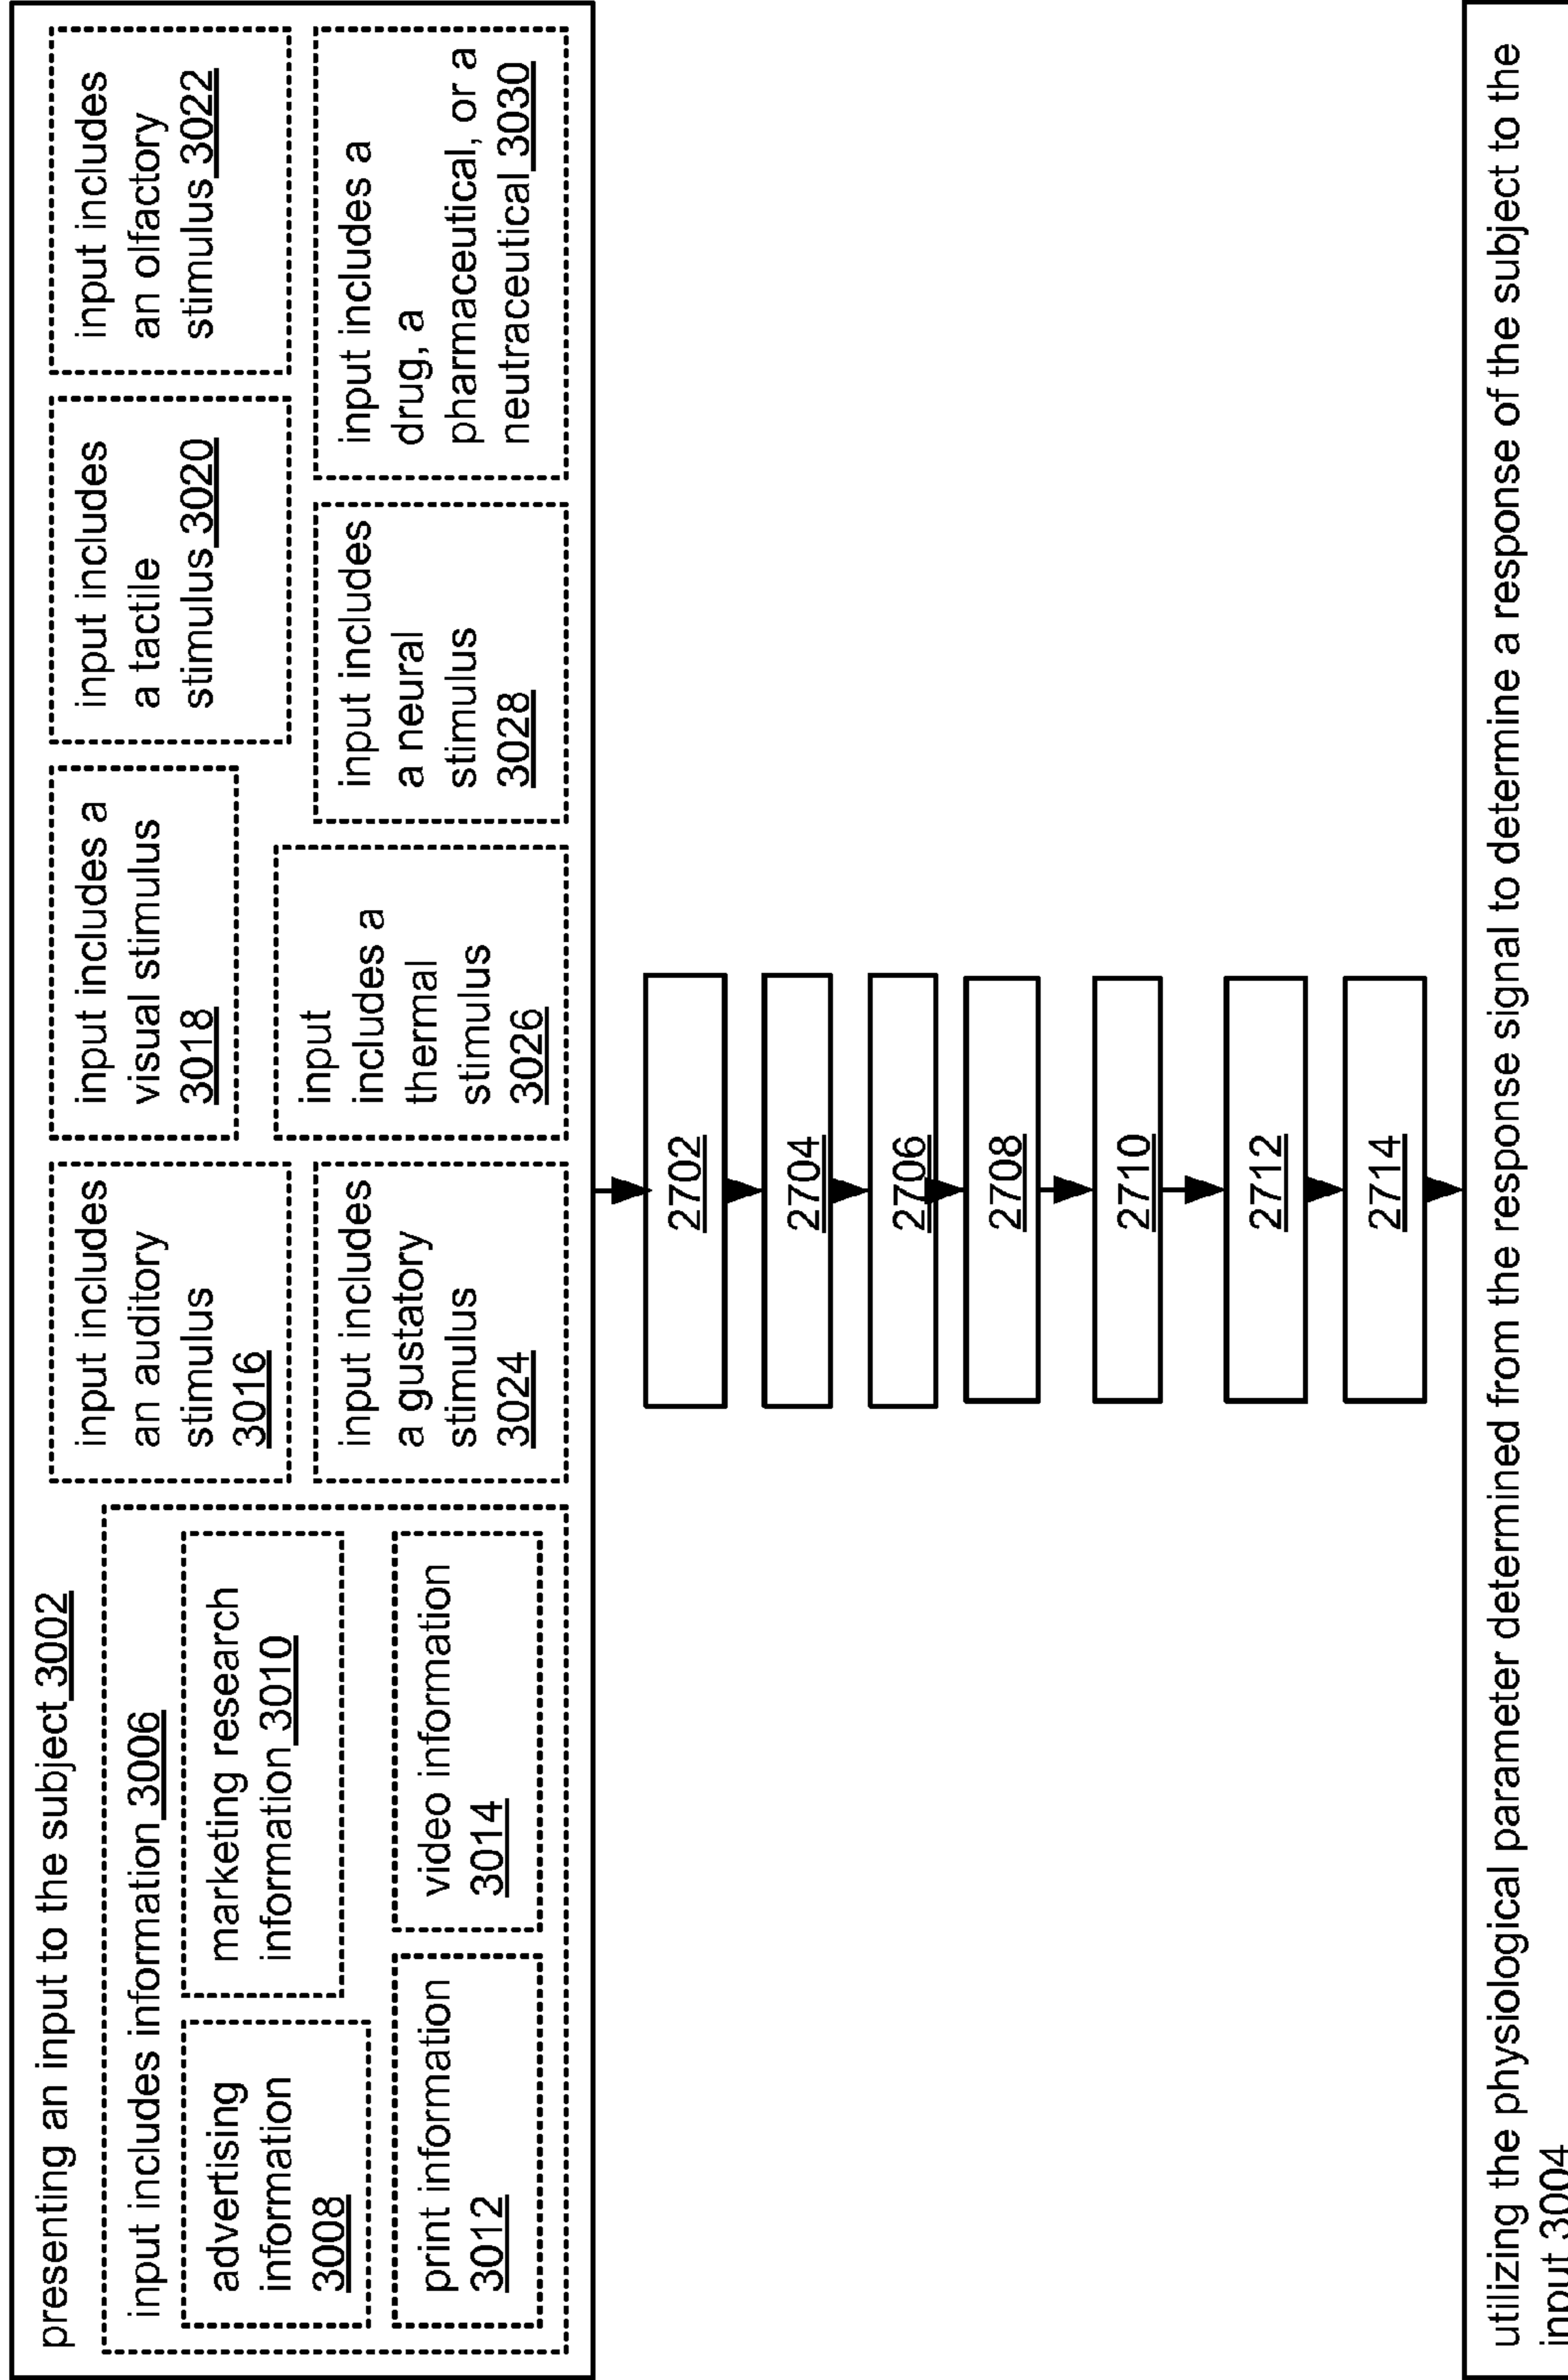 presenting an input to the subject 3002
input includes information 3006
advertising
information
3008
marketing research
information 3010
print information
3012
video information
3014
input includes
an auditory
stimulus
3016
input includes a
visual stimulus
3018
input includes
a tactile
stimulus 3020
input includes
an olfactory
stimulus 3022
input includes
a gustatory
stimulus
3024
input
includes a
thermal
stimulus
3026
input includes
a neural
stimulus
3028
input includes a
drug, a
pharmaceutical, or a
neutraceutical 3030
2702
2704
2706
2708
2710
2712
2714
utilizing the physiological parameter determined from the response signal to determine a response of the subject to the
input 3004